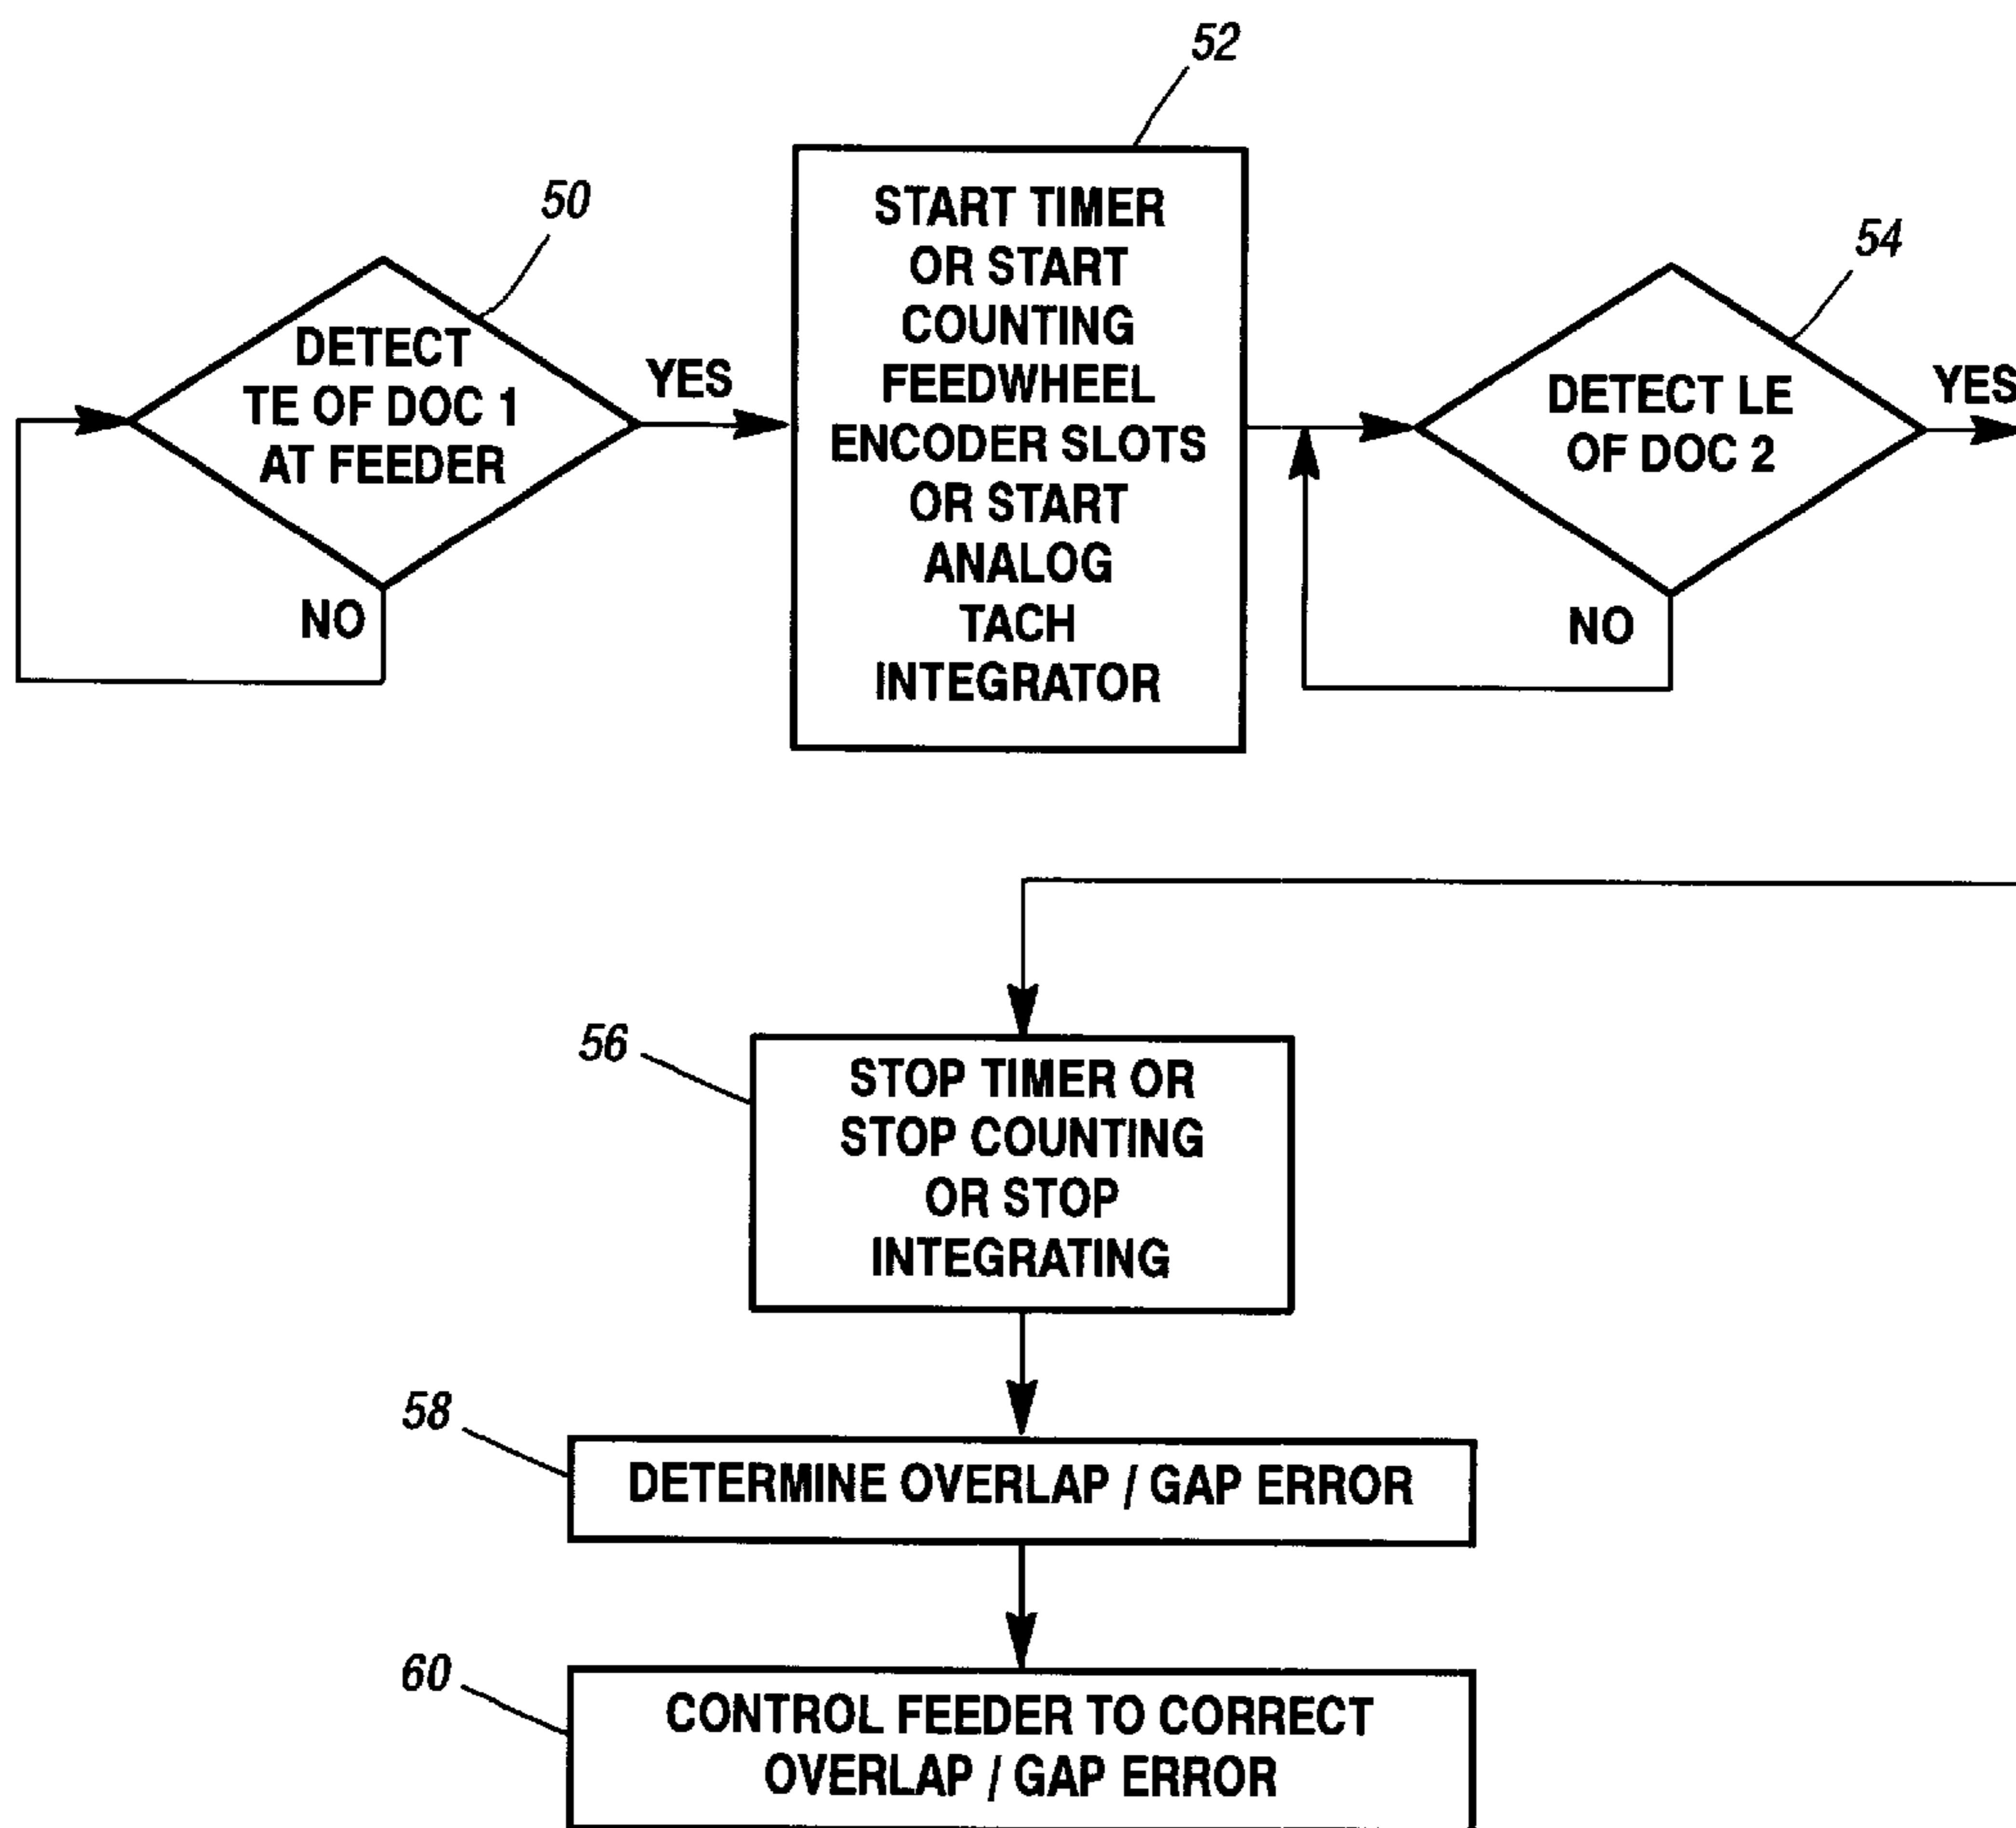 52
50
START TIMER
OR START
COUNTING
FEEDWHEEL
ENCODER SLOTS
OR START
ANALOG
TACH
INTEGRATOR
54
DETECT
TE OF DOC 1
AT FEEDER
YES
NO
DETECT LE
OF DOC 2
YES
NO
56
STOP TIMER OR
STOP COUNTING
OR STOP
INTEGRATING
58
DETERMINE OVERLAP / GAP ERROR
60
CONTROL FEEDER TO CORRECT
OVERLAP / GAP ERROR